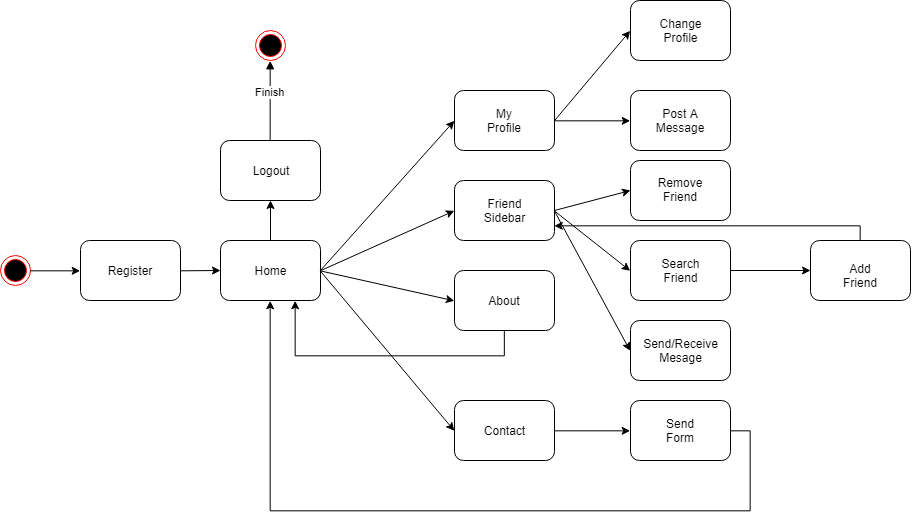 Change
Profile
Finish
My
Profile
Post A
Message
Logout
Remove
Friend
Friend
Sidebar
Register
Home
Search
Friend
Add
Friend
About
Send/Receive
Mesage
Contact
Send
Form